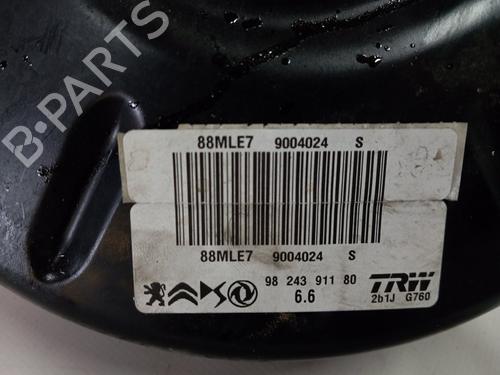 B-PARTS
88MLE7 9004024 S
88MLE7 9004024 S
98 243 911 80
6.6
TRW
2b1J G760